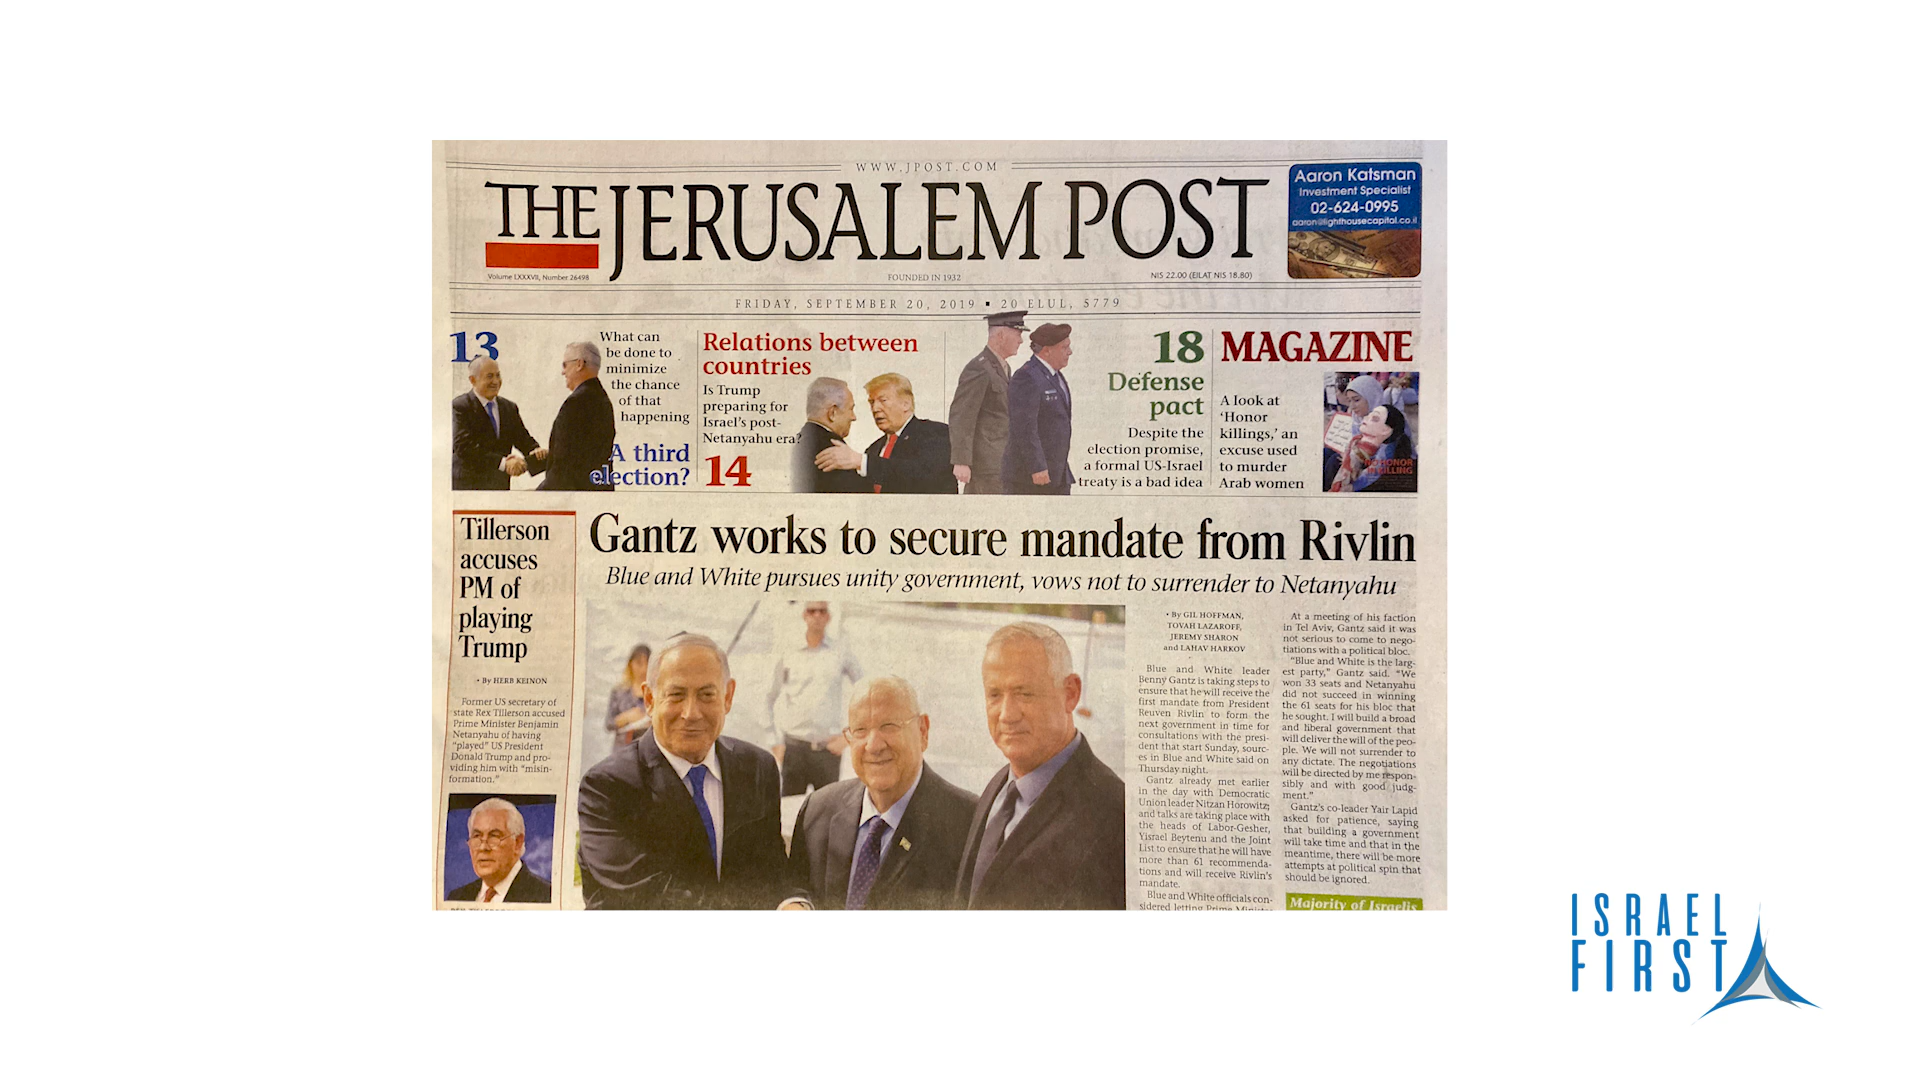 WWW.JPOST.COM
THE JERUSALEM POST
Volume LXXXVII, Number 26498
FOUNDED IN 1932
NIS 22.00 (EILAT NIS 18.80)
Aaron Katsman
Investment Specialist
02-624-0995
aaron@lighthousecapital.co.il
FRIDAY, SEPTEMBER 20, 2019 ▪ 20 ELUL, 5779
13
What can
be done to
minimize
the chance
of that
happening
A third
election?
Relations between
countries
Is Trump
preparing for
Israel's post-
Netanyahu era?
14
18
Defense
pact
Despite the
election promise,
a formal US-Israel
treaty is a bad idea
MAGAZINE
A look at
'Honor
killings,' an
excuse used
to murder
Arab women
NO HONOR
IN KILLING
Tillerson
accuses
PM of
playing
Trump
• By HERB KEINON
Former US secretary of
state Rex Tillerson accused
Prime Minister Benjamin
Netanyahu of having
"played" US President
Donald Trump and pro-
viding him with "misin-
formation."
Gantz works to secure mandate from Rivlin
Blue and White pursues unity government, vows not to surrender to Netanyahu
• By GIL HOFFMAN,
TOVAH LAZAROFF,
JEREMY SHARON
and LAHAV HARKOV
Blue and White leader
Benny Gantz is taking steps to
ensure that he will receive the
first mandate from President
Reuven Rivlin to form the
next government in time for
consultations with the presi-
dent that start Sunday, sourc-
es in Blue and White said on
Thursday night.
Gantz already met earlier
in the day with Democratic
Union leader Nitzan Horowitz;
and talks are taking place with
the heads of Labor-Gesher,
Yisrael Beytenu and the Joint
List to ensure that he will have
more than 61 recommenda-
tions and will receive Rivlin's
mandate.
Blue and White officials con-
sidered letting Prime Minister
At a meeting of his faction
in Tel Aviv, Gantz said it was
not serious to come to nego-
tiations with a political bloc.
"Blue and White is the larg-
est party," Gantz said. "We
won 33 seats and Netanyahu
did not succeed in winning
the 61 seats for his bloc that
he sought. I will build a broad
and liberal government that
will deliver the will of the peo-
ple. We will not surrender to
any dictate. The negotiations
will be directed by me respon-
sibly and with good judg-
ment."
Gantz's co-leader Yair Lapid
asked for patience, saying
that building a government
will take time and that in the
meantime, there will be more
attempts at political spin that
should be ignored.
Majority of Israelis
ISRAEL
FIRST